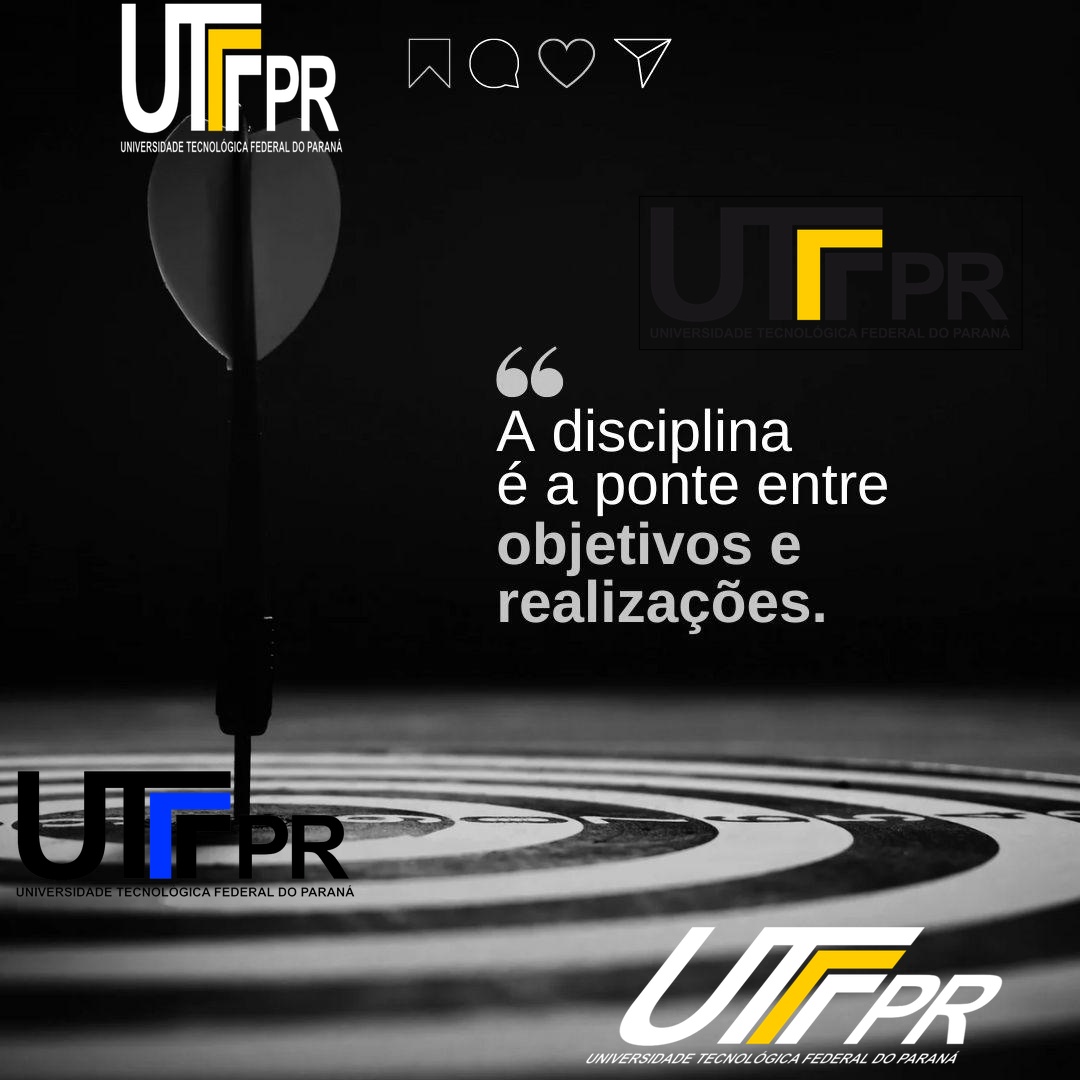 UTFPR
UNIVERSIDADE TECNOLÓGICA FEDERAL DO PARANÁ
UTFPR
UNIVERSIDADE TECNOLÓGICA FEDERAL DO PARANÁ
“
A disciplina
é a ponte entre
objetivos e
realizações.
UTFPR
UNIVERSIDADE TECNOLÓGICA FEDERAL DO PARANÁ
UTFPR
UNIVERSIDADE TECNOLÓGICA FEDERAL DO PARANÁ